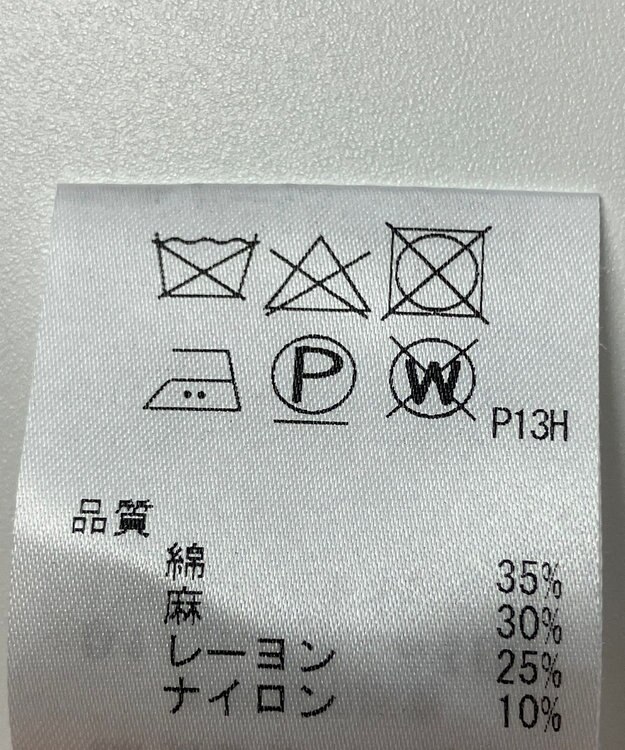 P W P13H
品質
綿 35%
麻 30%
レーヨン 25%
ナイロン 10%